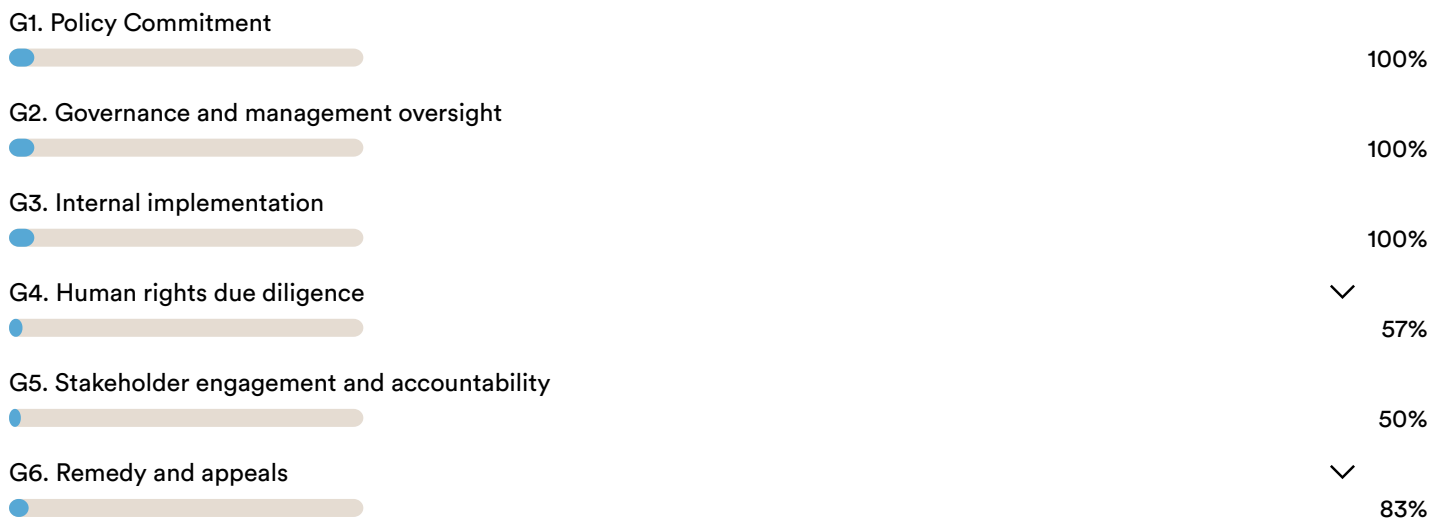 G1. Policy Commitment
100%
G2. Governance and management oversight
100%
G3. Internal implementation
100%
G4. Human rights due diligence
57%
G5. Stakeholder engagement and accountability
50%
G6. Remedy and appeals
83%